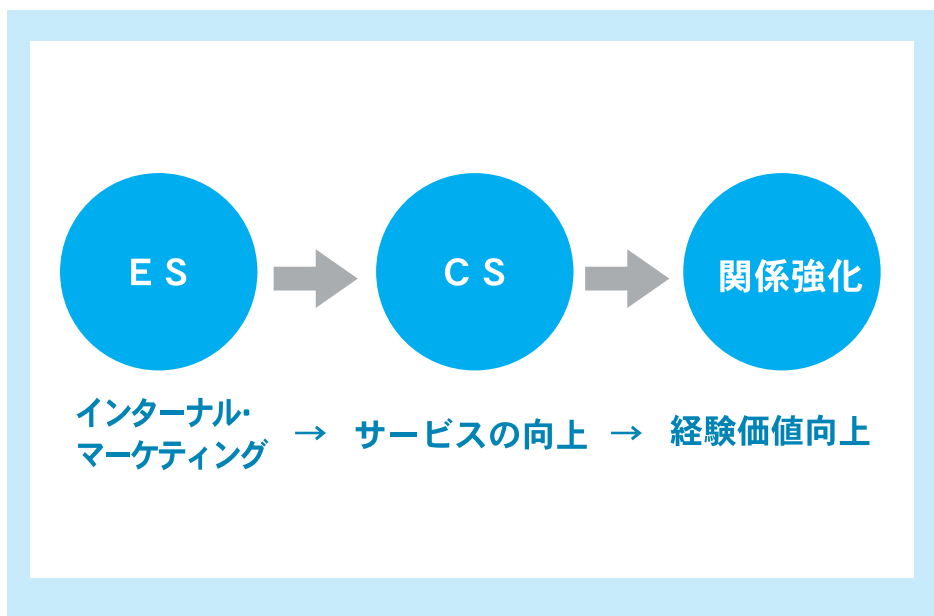 ＥＳ
ＣＳ
関係強化
インターナル・
マーケティング
→ サービスの向上 → 経験価値向上